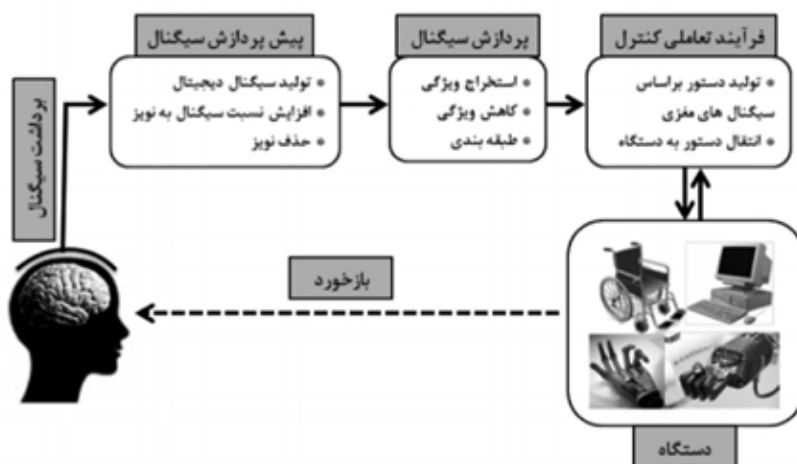 پیش پردازش سیگنال
تولید سیگنال دیجیتال
افزایش نسبت سیگنال به نویز
حذف نویز
پردازش سیگنال
استخراج ویژگی
کاهش ویژگی
طبقه بندی
فرآیند تعاملی کنترل
تولید دستور براساس
سیگنال های مغزی
انتقال دستور به دستگاه
برداشت سیگنال
بازخورد
دستگاه